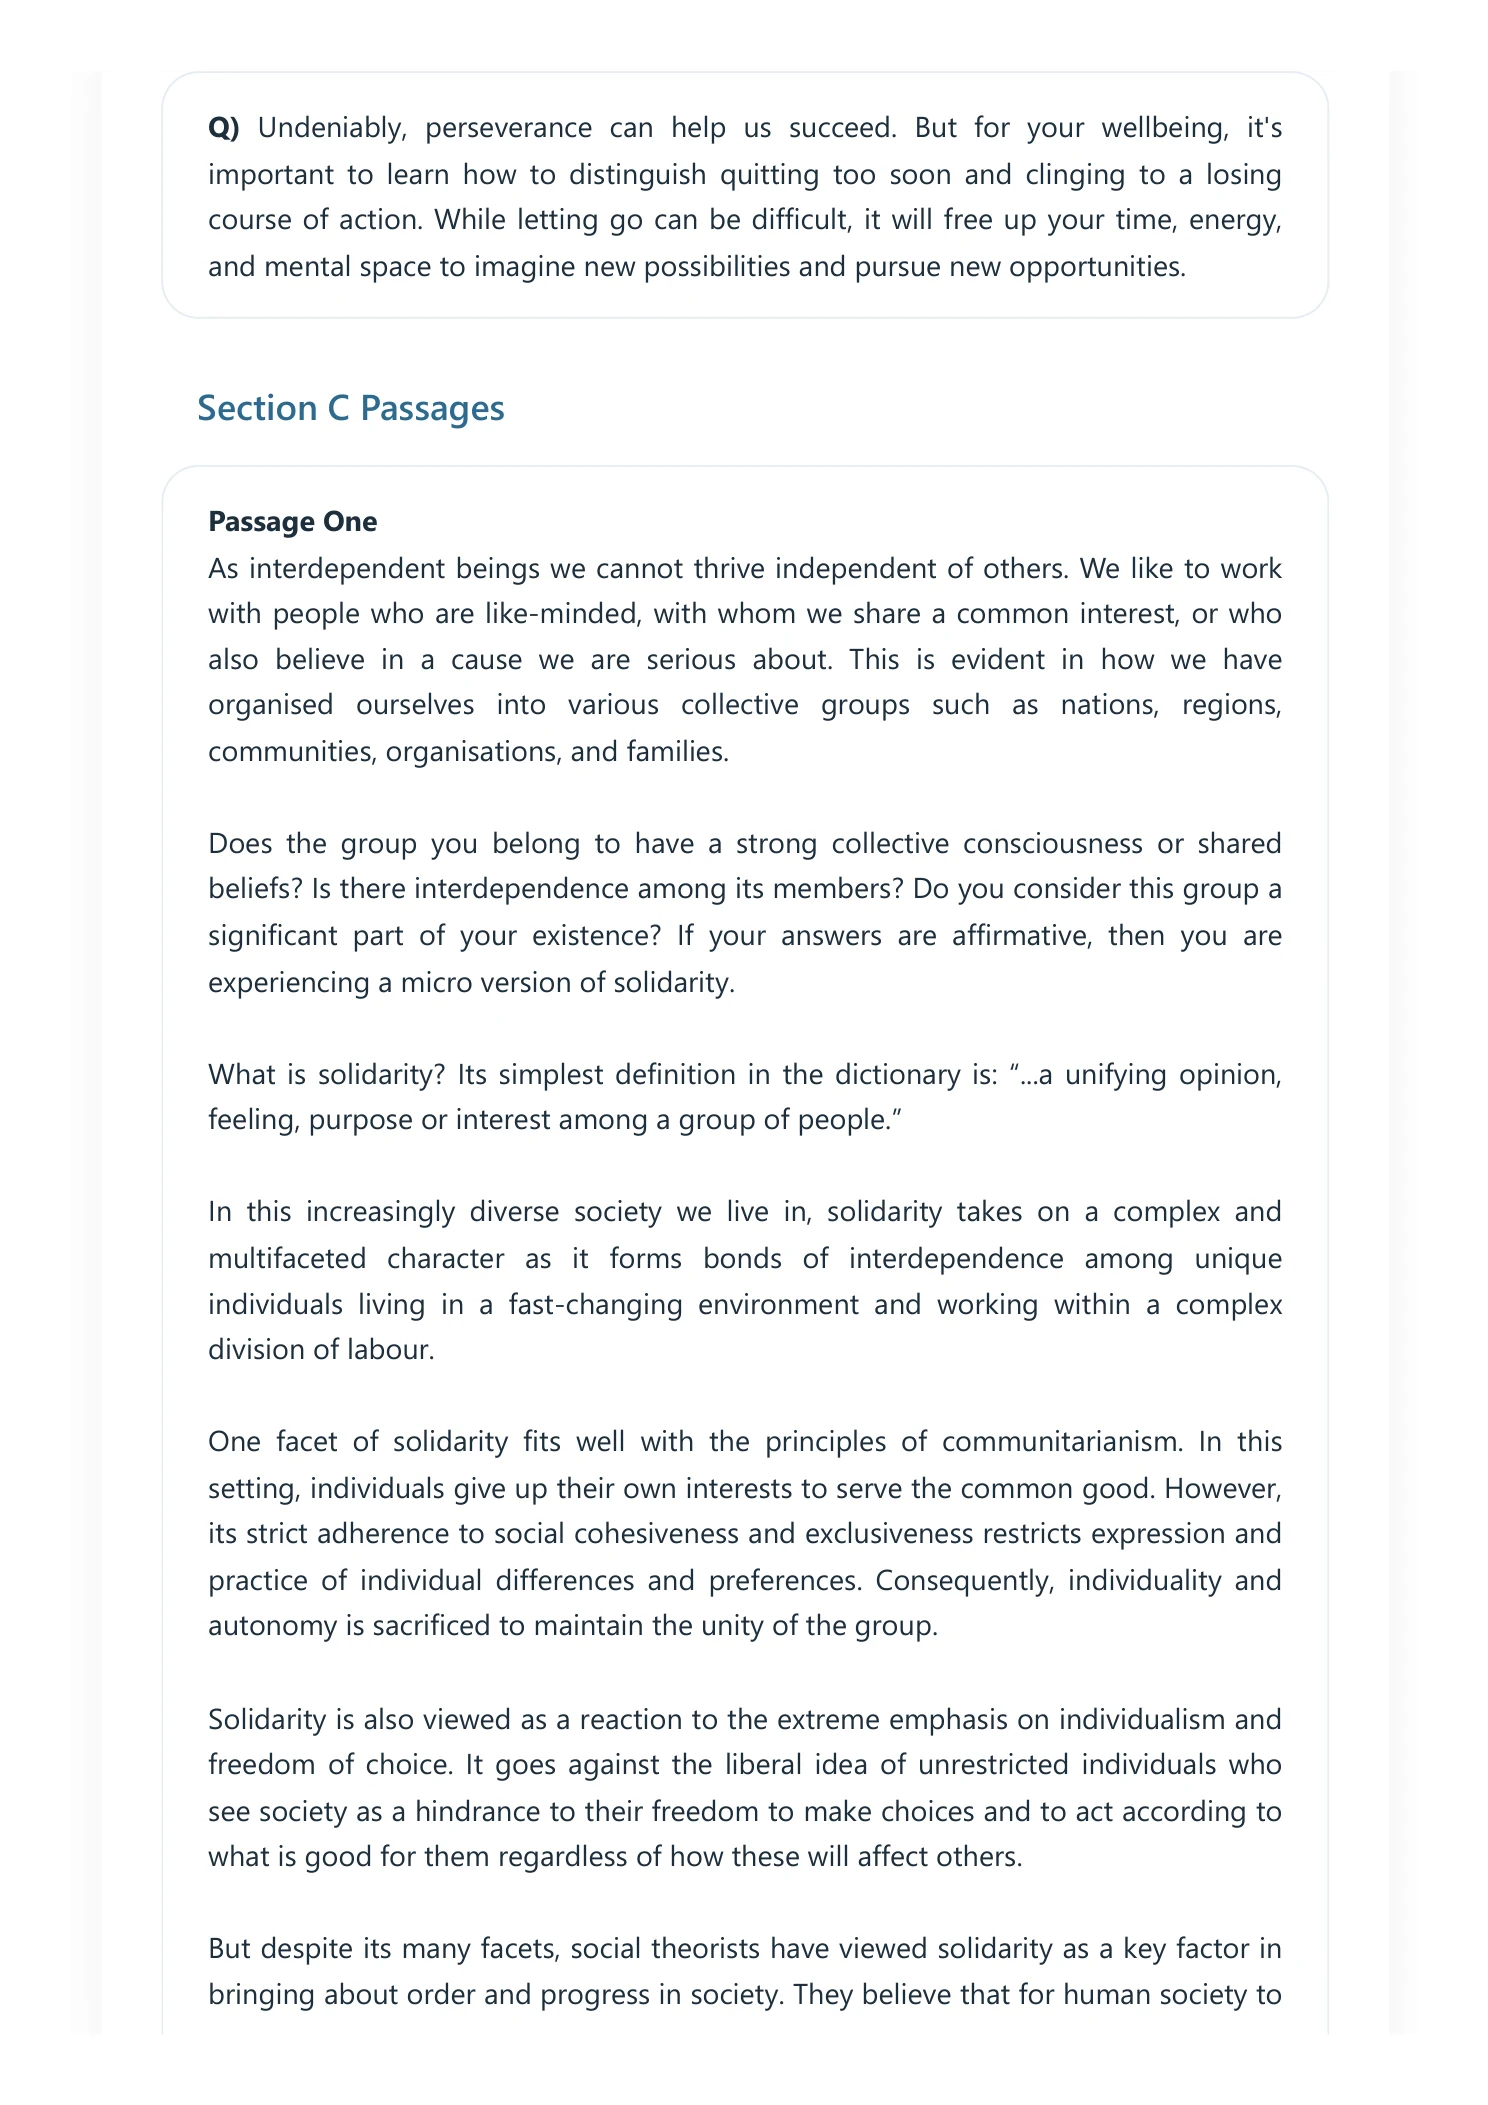 Q) Undeniably, perseverance can help us succeed. But for your wellbeing, it's
important to learn how to distinguish quitting too soon and clinging to a losing
course of action. While letting go can be difficult, it will free up your time, energy,
and mental space to imagine new possibilities and pursue new opportunities.
Section C Passages
Passage One
As interdependent beings we cannot thrive independent of others. We like to work
with people who are like-minded, with whom we share a common interest, or who
also believe in a cause we are serious about. This is evident in how we have
organised ourselves into various collective groups such as nations, regions,
communities, organisations, and families.
Does the group you belong to have a strong collective consciousness or shared
beliefs? Is there interdependence among its members? Do you consider this group a
significant part of your existence? If your answers are affirmative, then you are
experiencing a micro version of solidarity.
What is solidarity? Its simplest definition in the dictionary is: “...a unifying opinion,
feeling, purpose or interest among a group of people.”
In this increasingly diverse society we live in, solidarity takes on a complex and
multifaceted character as it forms bonds of interdependence among unique
individuals living in a fast-changing environment and working within a complex
division of labour.
One facet of solidarity fits well with the principles of communitarianism. In this
setting, individuals give up their own interests to serve the common good. However,
its strict adherence to social cohesiveness and exclusiveness restricts expression and
practice of individual differences and preferences. Consequently, individuality and
autonomy is sacrificed to maintain the unity of the group.
Solidarity is also viewed as a reaction to the extreme emphasis on individualism and
freedom of choice. It goes against the liberal idea of unrestricted individuals who
see society as a hindrance to their freedom to make choices and to act according to
what is good for them regardless of how these will affect others.
But despite its many facets, social theorists have viewed solidarity as a key factor in
bringing about order and progress in society. They believe that for human society to